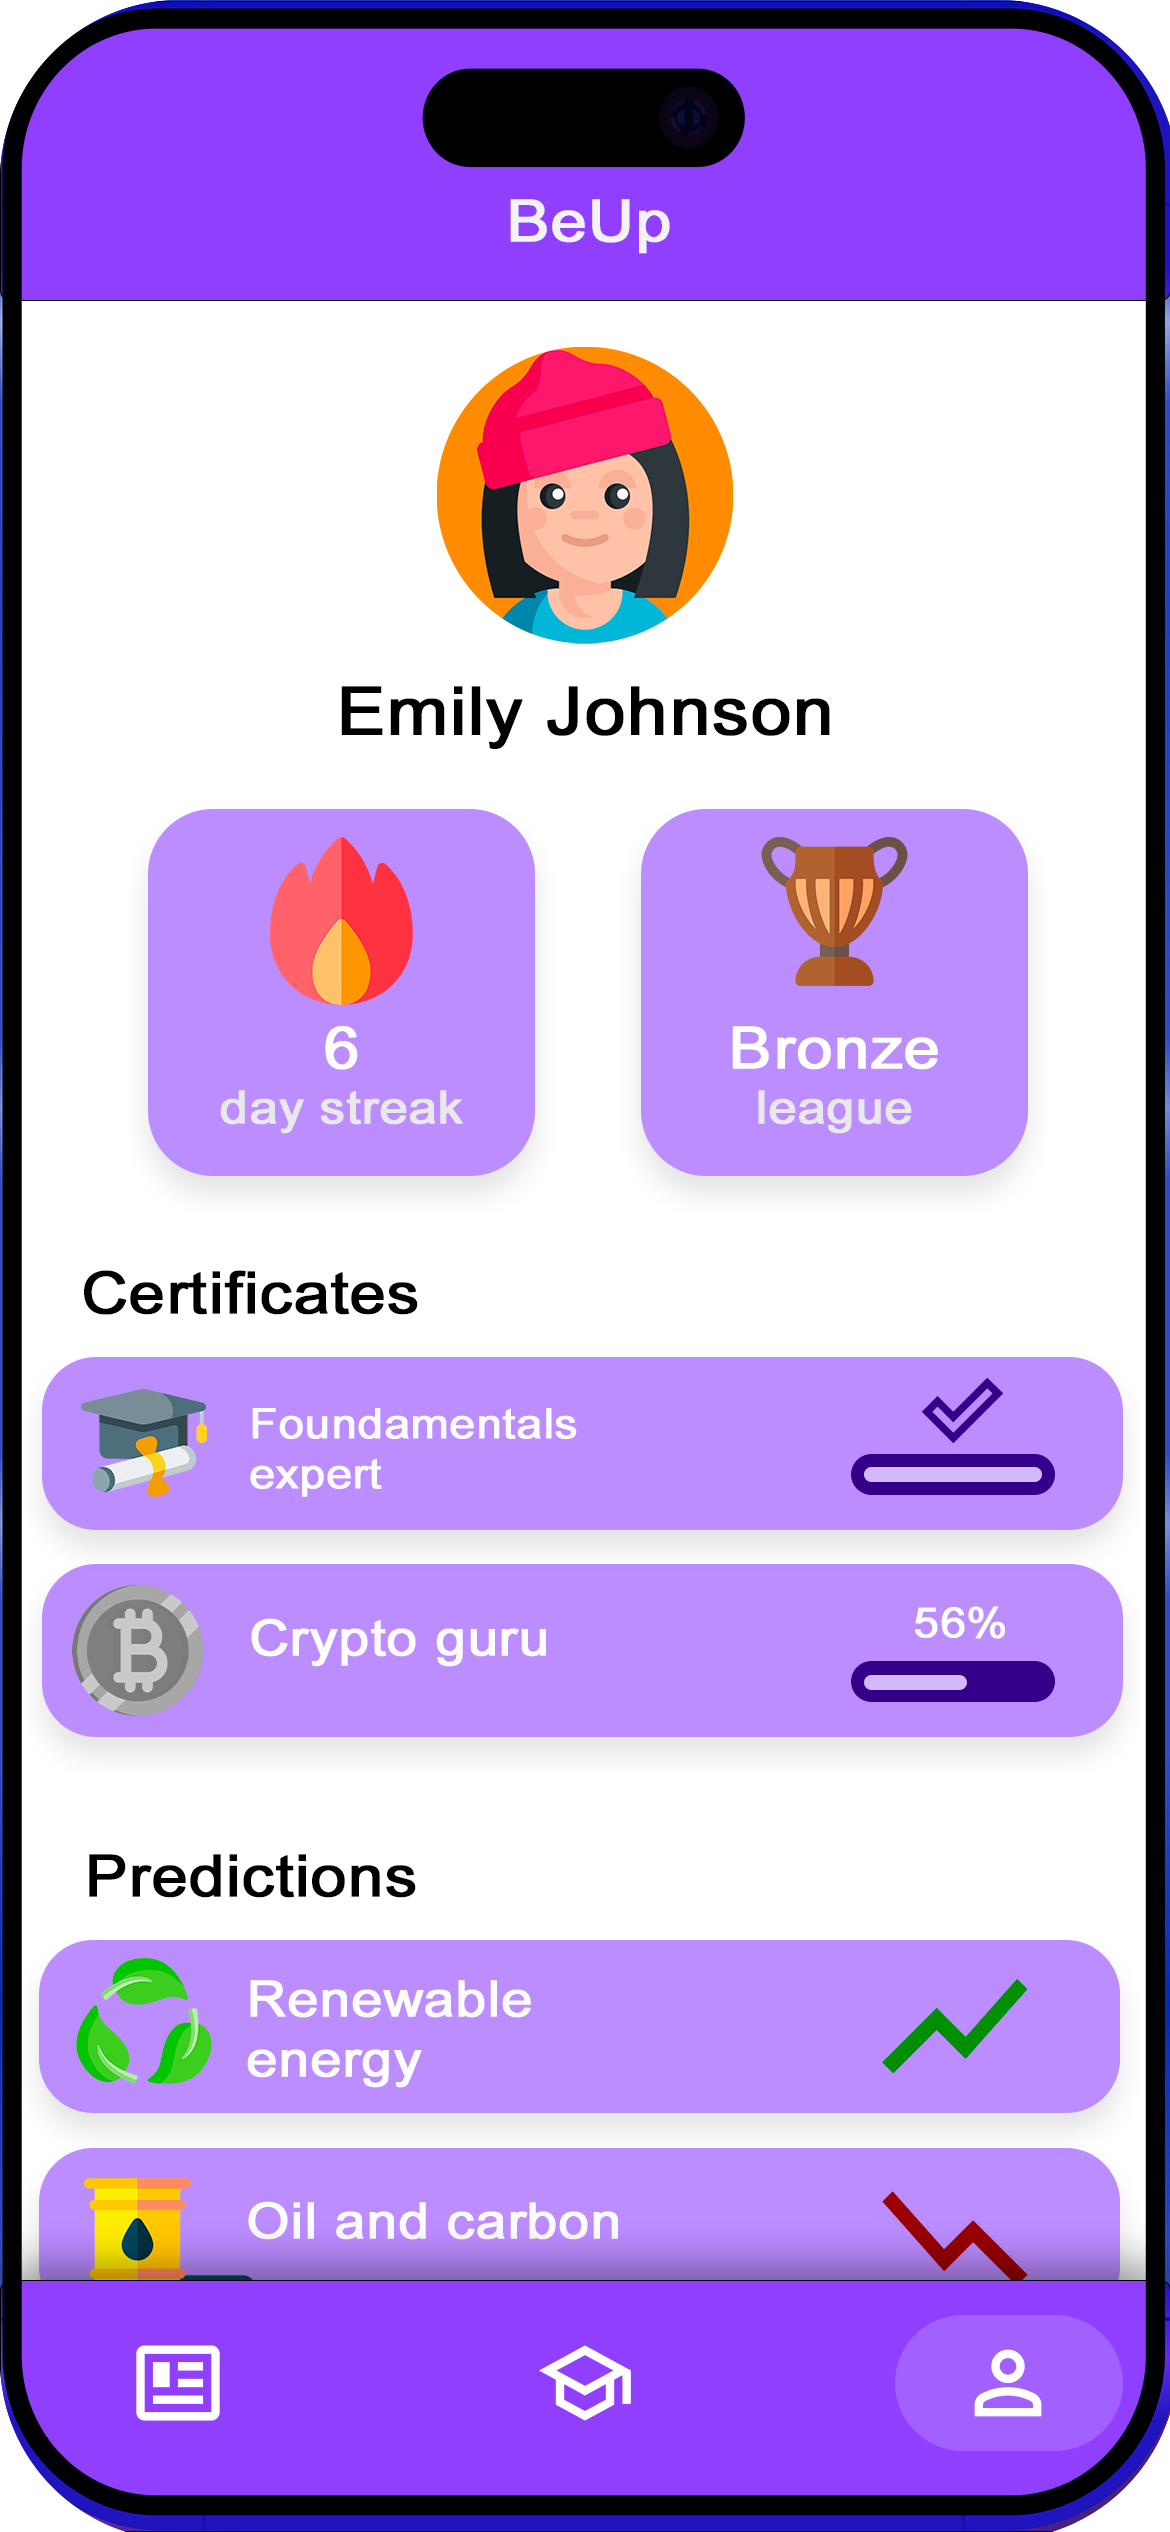 BeUp
Emily Johnson
6
day streak
Bronze
league
Certificates
Foundamentals
expert
Crypto guru
56%
Predictions
Renewable
energy
Oil and carbon